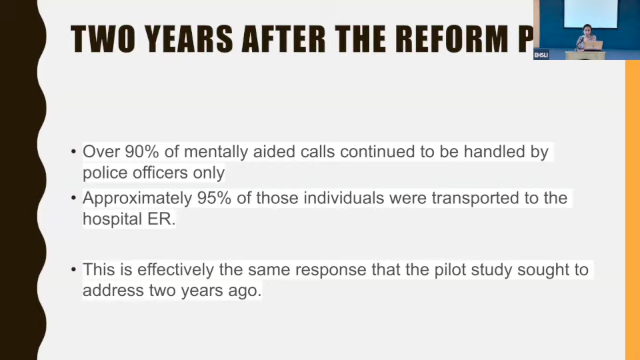 TWO YEARS AFTER THE REFORM P
EHSLI
• Over 90% of mentally aided calls continued to be handled by
police officers only
• Approximately 95% of those individuals were transported to the
hospital ER.
• This is effectively the same response that the pilot study sought to
address two years ago.